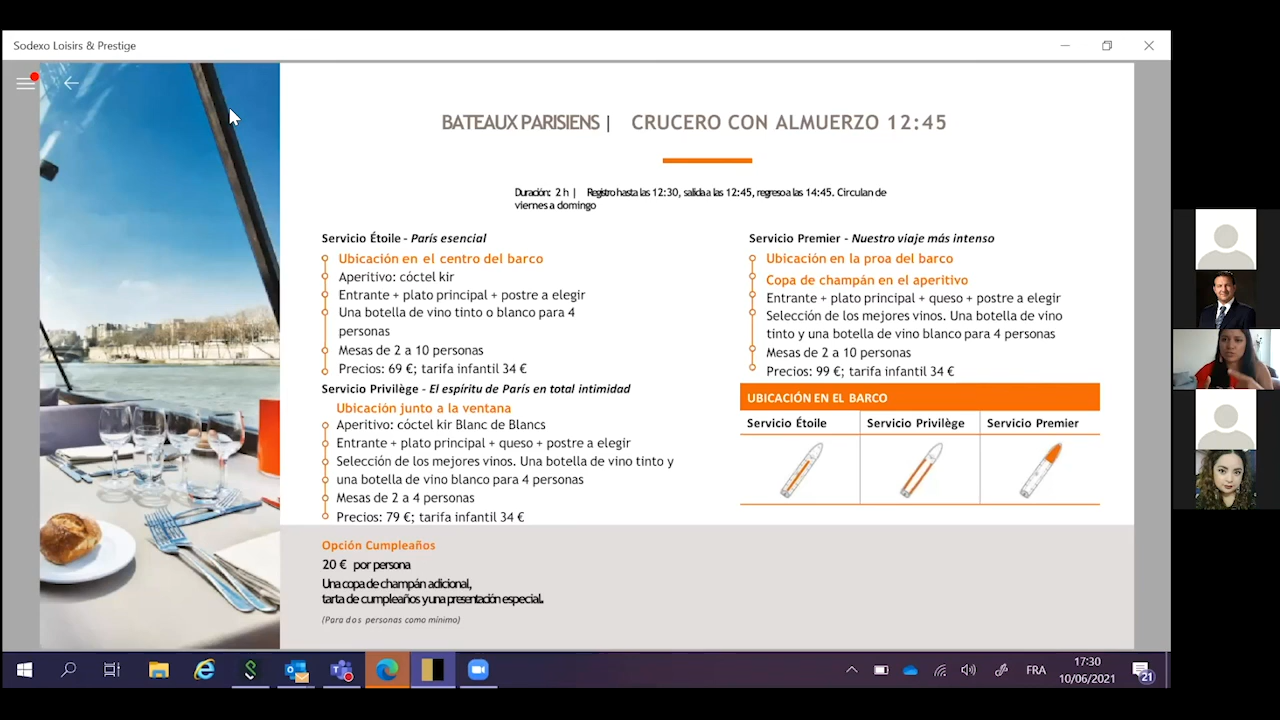 Sodexo Loisirs & Prestige
BATEAUX PARISIENS | CRUCERO CON ALMUERZO 12:45
Duración: 2 h | Registro hasta las 12:30, salida a las 12:45, regreso a las 14:45. Circulan de
viernes a domingo
Servicio Étoile - París esencial
Ubicación en el centro del barco
Aperitivo: cóctel kir
Entrante + plato principal + postre a elegir
Una botella de vino tinto o blanco para 4
personas
Mesas de 2 a 10 personas
Precios: 69 €; tarifa infantil 34 €
Servicio Privilège - El espíritu de París en total intimidad
Ubicación junto a la ventana
Aperitivo: cóctel kir Blanc de Blancs
Entrante + plato principal + queso + postre a elegir
Selección de los mejores vinos. Una botella de vino tinto y
una botella de vino blanco para 4 personas
Mesas de 2 a 4 personas
Precios: 79 €; tarifa infantil 34 €
Servicio Premier - Nuestro viaje más intenso
Ubicación en la proa del barco
Copa de champán en el aperitivo
Entrante + plato principal + queso + postre a elegir
Selección de los mejores vinos. Una botella de vino
tinto y una botella de vino blanco para 4 personas
Mesas de 2 a 10 personas
Precios: 99 €; tarifa infantil 34 €
UBICACIÓN EN EL BARCO
Servicio Étoile Servicio Privilège Servicio Premier
Opción Cumpleaños
20 € por persona
Una copa de champán adicional,
tarta de cumpleaños y una presentación especial.
(Para dos personas como mínimo)
FRA
17:30
10/06/2021
21